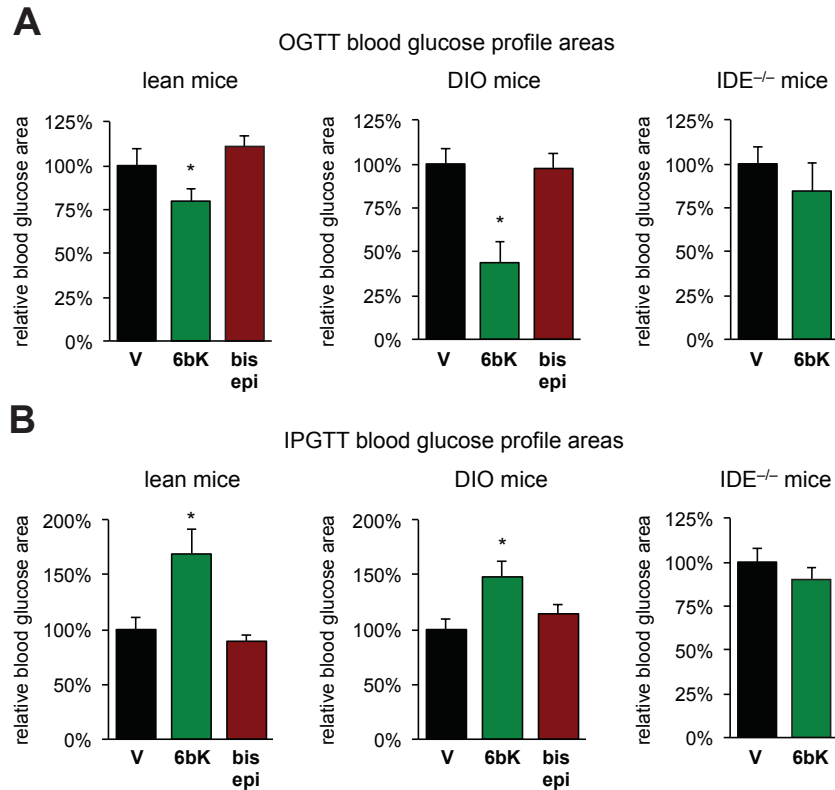 A
OGTT blood glucose profile areas
lean mice
DIO mice
IDE–/– mice
relative blood glucose area
125%
100%
75%
50%
25%
0%
*
V
6bK
bis
epi
relative blood glucose area
125%
100%
75%
50%
25%
0%
*
V
6bK
bis
epi
relative blood glucose area
125%
100%
75%
50%
25%
0%
V
6bK
B
IPGTT blood glucose profile areas
lean mice
DIO mice
IDE–/– mice
relative blood glucose area
200%
150%
100%
50%
0%
*
V
6bK
bis
epi
relative blood glucose area
200%
150%
100%
50%
0%
*
V
6bK
bis
epi
relative blood glucose area
125%
100%
75%
50%
25%
0%
V
6bK